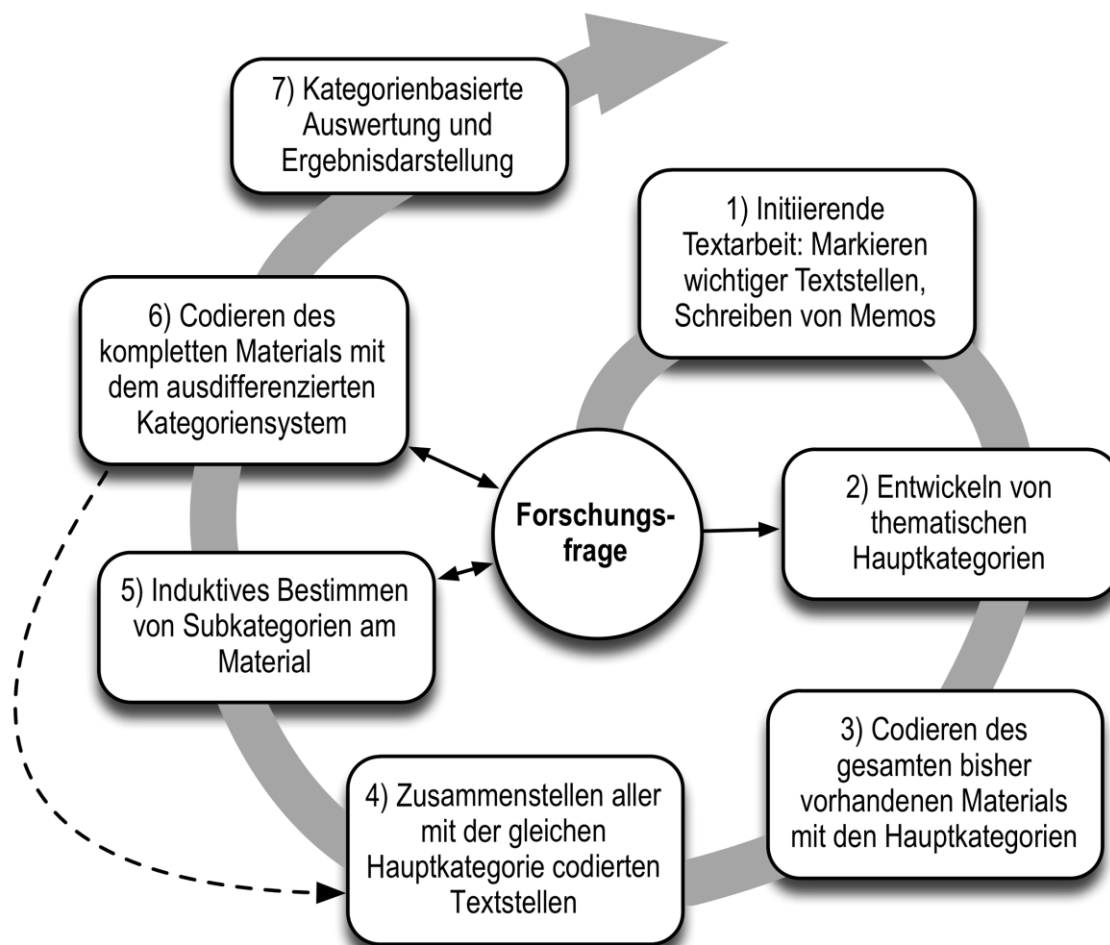 7) Kategorienbasierte
Auswertung und
Ergebnisdarstellung
1) Initiierende
Textarbeit: Markieren
wichtiger Textstellen,
Schreiben von Memos
6) Codieren des
kompletten Materials mit
dem ausdifferenzierten
Kategoriensystem
Forschungs-
frage
2) Entwickeln von
thematischen
Hauptkategorien
5) Induktives Bestimmen
von Subkategorien am
Material
3) Codieren des
gesamten bisher
vorhandenen Materials
mit den Hauptkategorien
4) Zusammenstellen aller
mit der gleichen
Hauptkategorie codierten
Textstellen